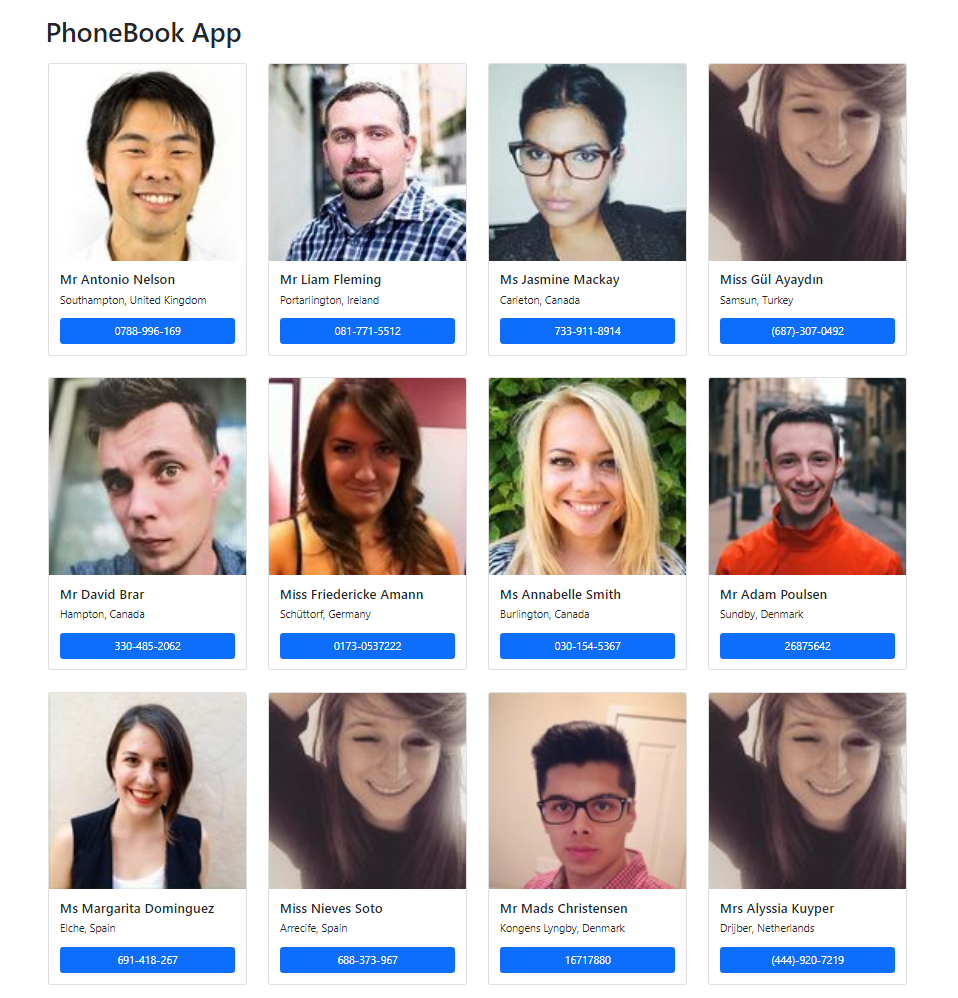 PhoneBook App
Mr Antonio Nelson
Southampton, United Kingdom
0788-996-169
Mr Liam Fleming
Portarlington, Ireland
081-771-5512
Ms Jasmine Mackay
Carleton, Canada
733-911-8914
Miss Gül Ayaydın
Samsun, Turkey
(687)-307-0492
Mr David Brar
Hampton, Canada
330-485-2062
Miss Friedericke Amann
Schüttorf, Germany
0173-0537222
Ms Annabelle Smith
Burlington, Canada
030-154-5367
Mr Adam Poulsen
Sundby, Denmark
26875642
Ms Margarita Dominguez
Elche, Spain
691-418-267
Miss Nieves Soto
Arrecife, Spain
688-373-967
Mr Mads Christensen
Kongens Lyngby, Denmark
16717880
Mrs Alyssia Kuyper
Drijber, Netherlands
(444)-920-7219